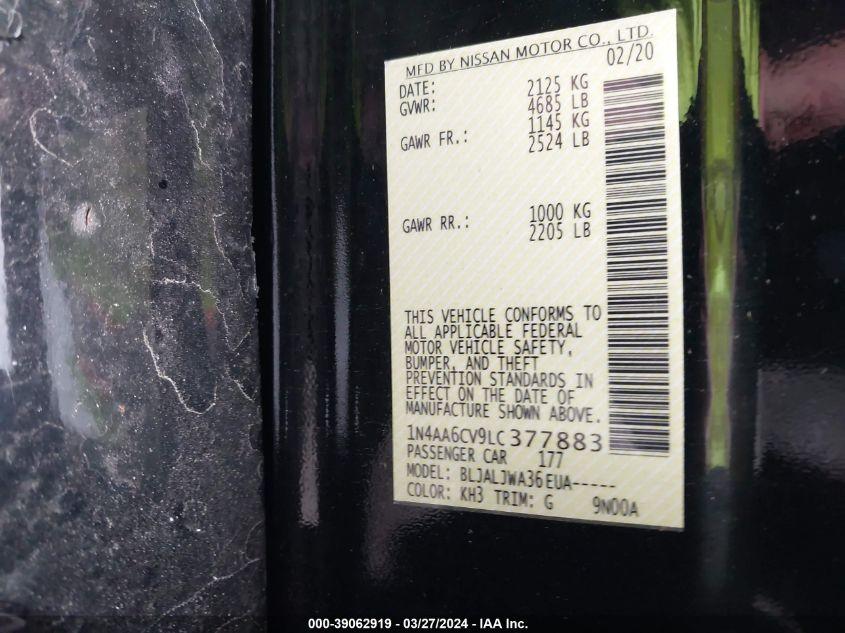 MFD BY NISSAN MOTOR CO., LTD.
DATE: 02/20
GVWR: 2125 KG
4685 LB
GAWR FR.: 1145 KG
2524 LB
GAWR RR.: 1000 KG
2205 LB
THIS VEHICLE CONFORMS TO
ALL APPLICABLE FEDERAL
MOTOR VEHICLE SAFETY,
BUMPER, AND THEFT
PREVENTION STANDARDS IN
EFFECT ON THE DATE OF
MANUFACTURE SHOWN ABOVE.
1N4AA6CV9LC377883
PASSENGER CAR 177
MODEL: BLJALJWA36EUA-----
COLOR: KH3 TRIM: G 9N00A
000-39062919 - 03/27/2024 - IAA Inc.